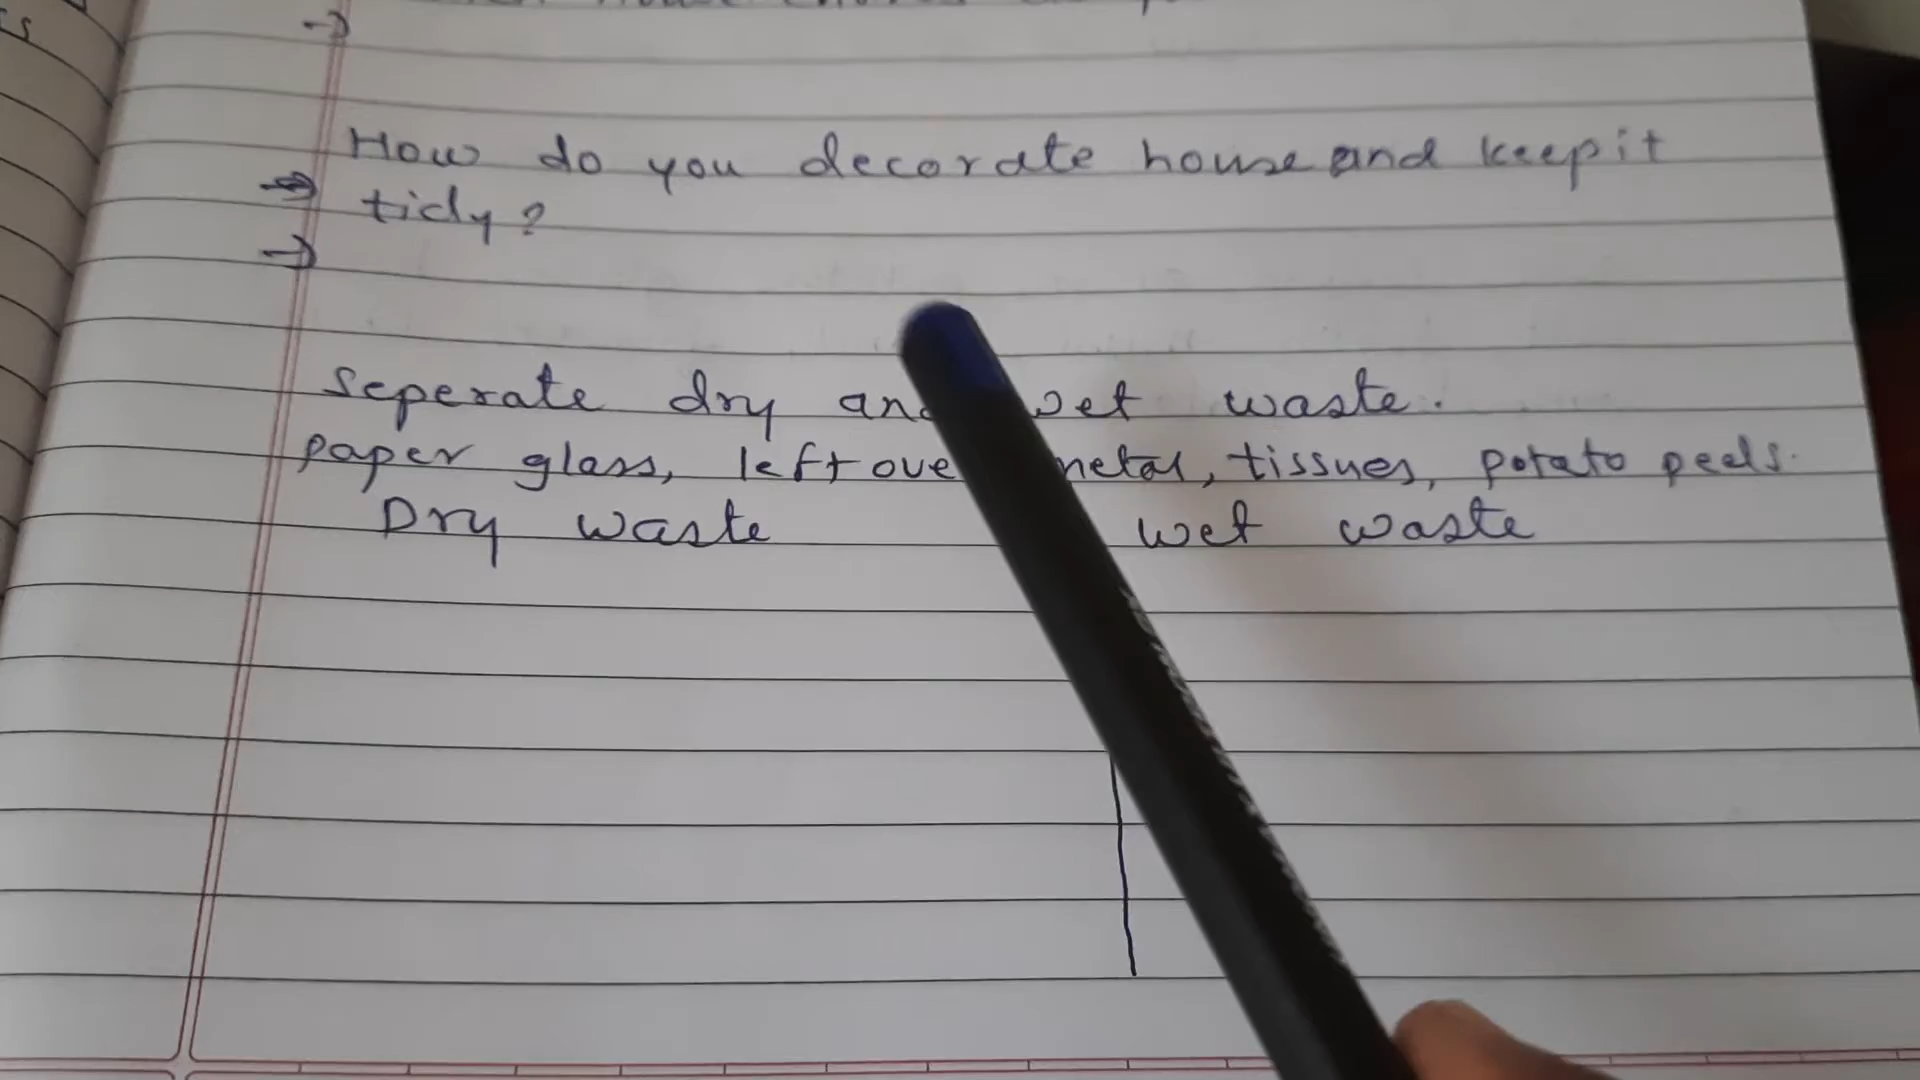 How do you decorate house and keep it
tidy?
seperate dry and wet waste.
paper glass, left ove metal, tissues, potato peels.
Dry waste wet waste